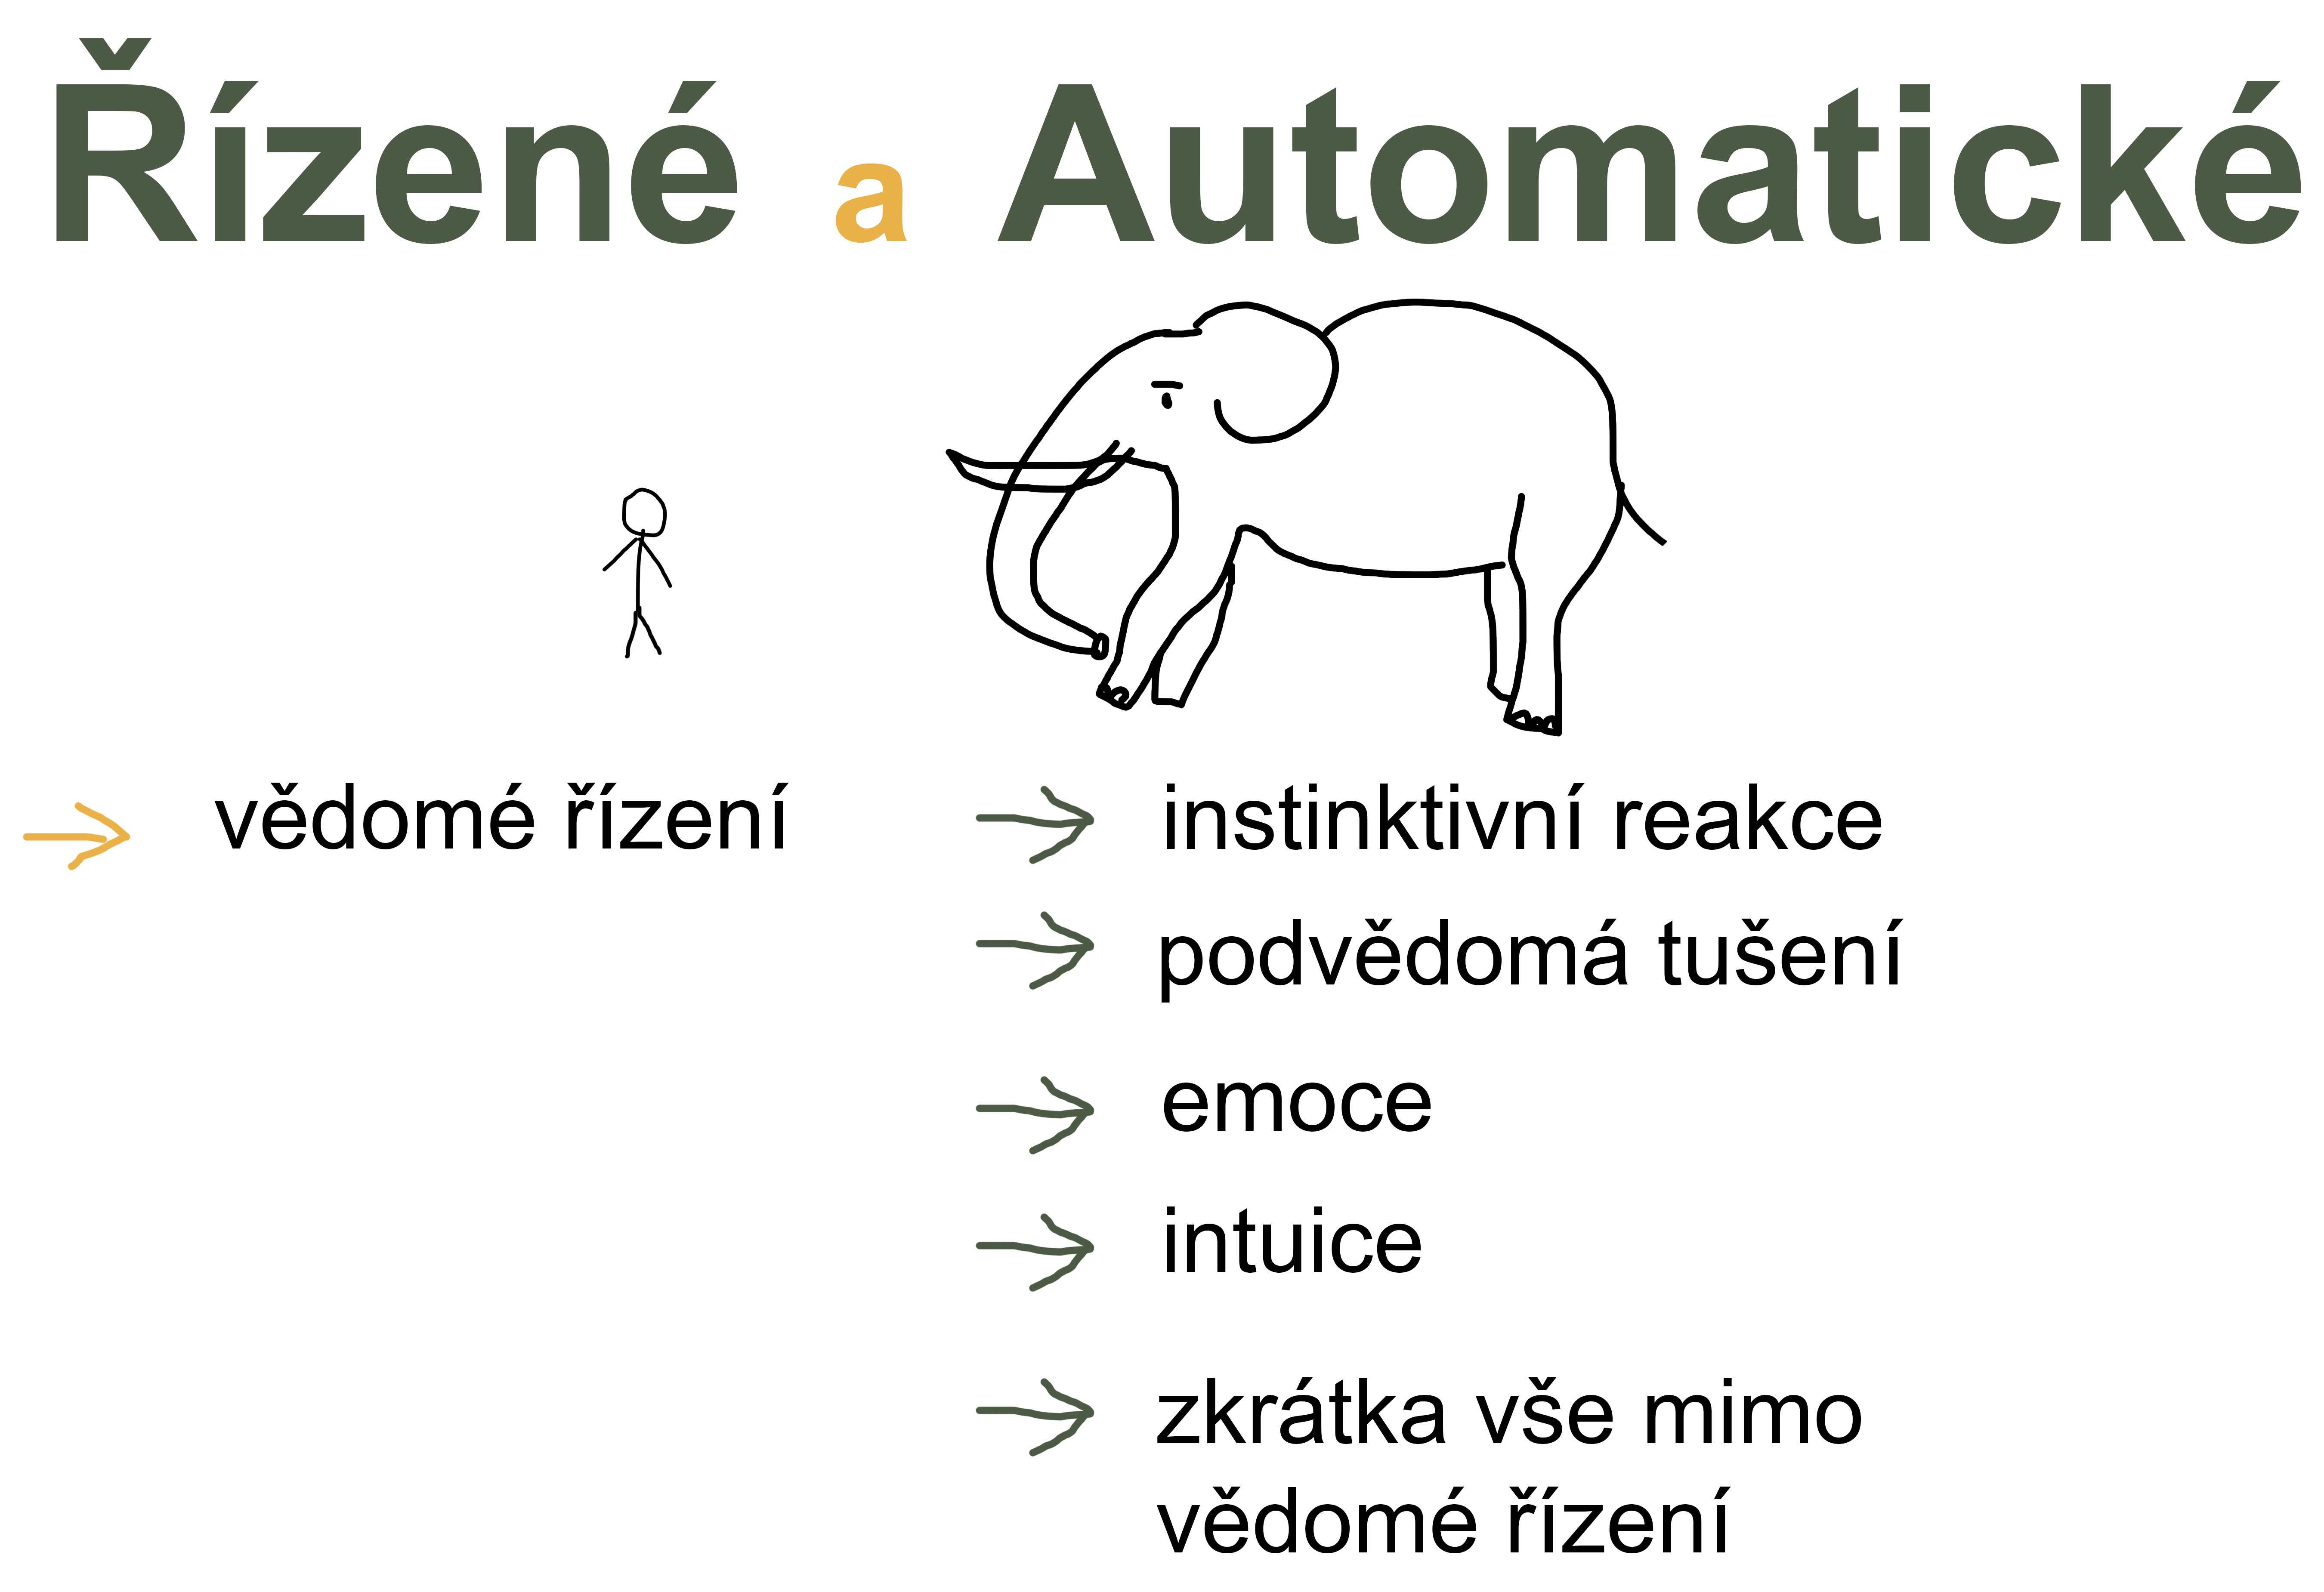 Řízené a Automatické
vědomé řízení
instinktivní reakce
podvědomá tušení
emoce
intuice
zkrátka vše mimo
vědomé řízení